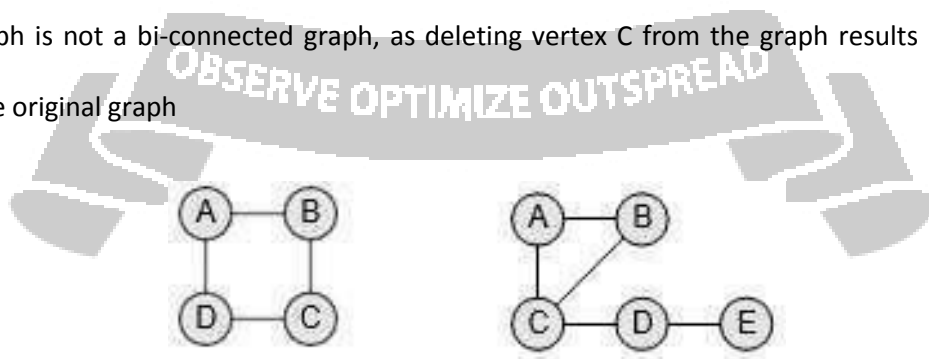 ph is not a bi-connected graph, as deleting vertex C from the graph results
e original graph
OBSERVE OPTIMIZE OUTSPREAD
A B A B
D C C D E